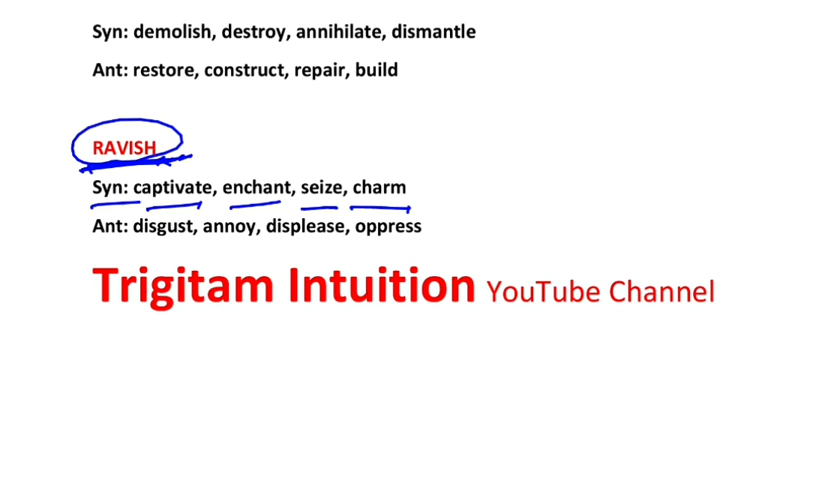 Syn: demolish, destroy, annihilate, dismantle
Ant: restore, construct, repair, build
RAVISH
Syn: captivate, enchant, seize, charm
Ant: disgust, annoy, displease, oppress
Trigitam Intuition YouTube Channel